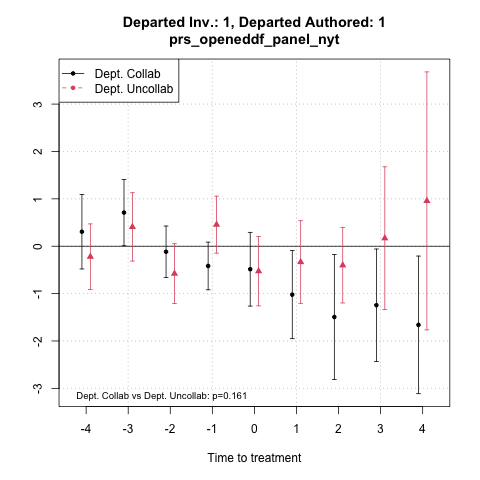 Departed Inv.: 1, Departed Authored: 1
prs_openeddf_panel_nyt
Dept. Collab
Dept. Uncollab
3
2
1
0
-1
-2
-3
Dept. Collab vs Dept. Uncollab: p=0.161
-4 -3 -2 -1 0 1 2 3 4
Time to treatment